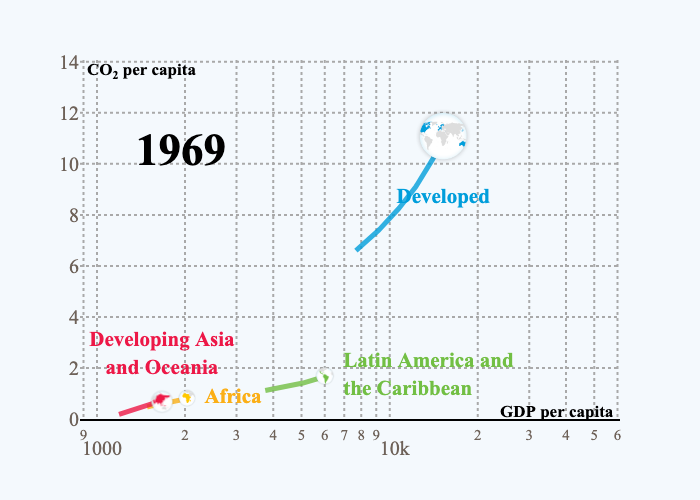 14
CO₂ per capita
12
1969
10
Developed
8
6
4
Developing Asia
and Oceania
2
Latin America and
the Caribbean
Africa
GDP per capita
0
9 2 3 4 5 6 7 8 9 2 3 4 5 6
1000 10k